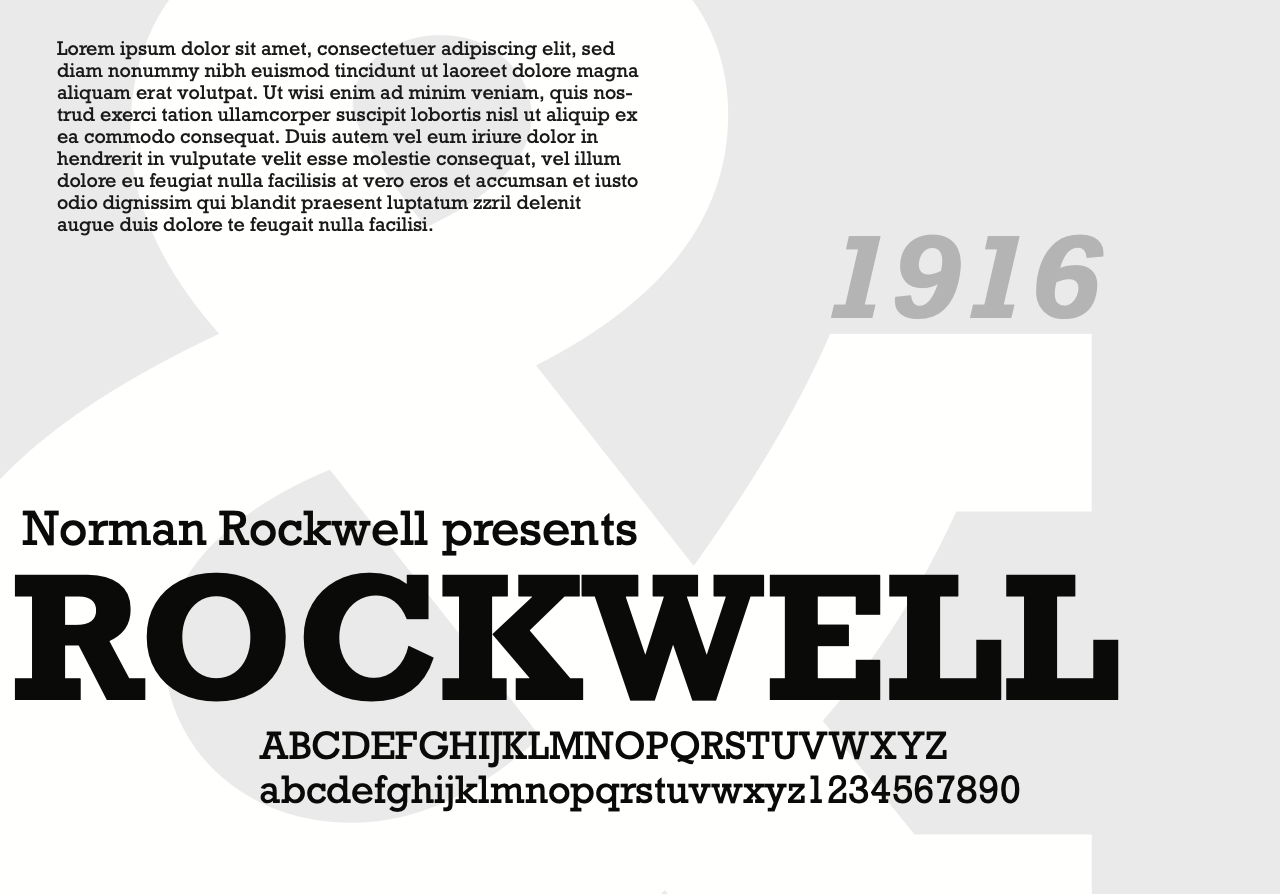 Lorem ipsum dolor sit amet, consectetuer adipiscing elit, sed
diam nonummy nibh euismod tincidunt ut laoreet dolore magna
aliquam erat volutpat. Ut wisi enim ad minim veniam, quis nos-
trud exerci tation ullamcorper suscipit lobortis nisl ut aliquip ex
ea commodo consequat. Duis autem vel eum iriure dolor in
hendrerit in vulputate velit esse molestie consequat, vel illum
dolore eu feugiat nulla facilisis at vero eros et accumsan et iusto
odio dignissim qui blandit praesent luptatum zzril delenit
augue duis dolore te feugait nulla facilisi.
1916
&
Norman Rockwell presents
ROCKWELL
ABCDEFGHIJKLMNOPQRSTUVWXYZ
abcdefghijklmnopqrstuvwxyz1234567890